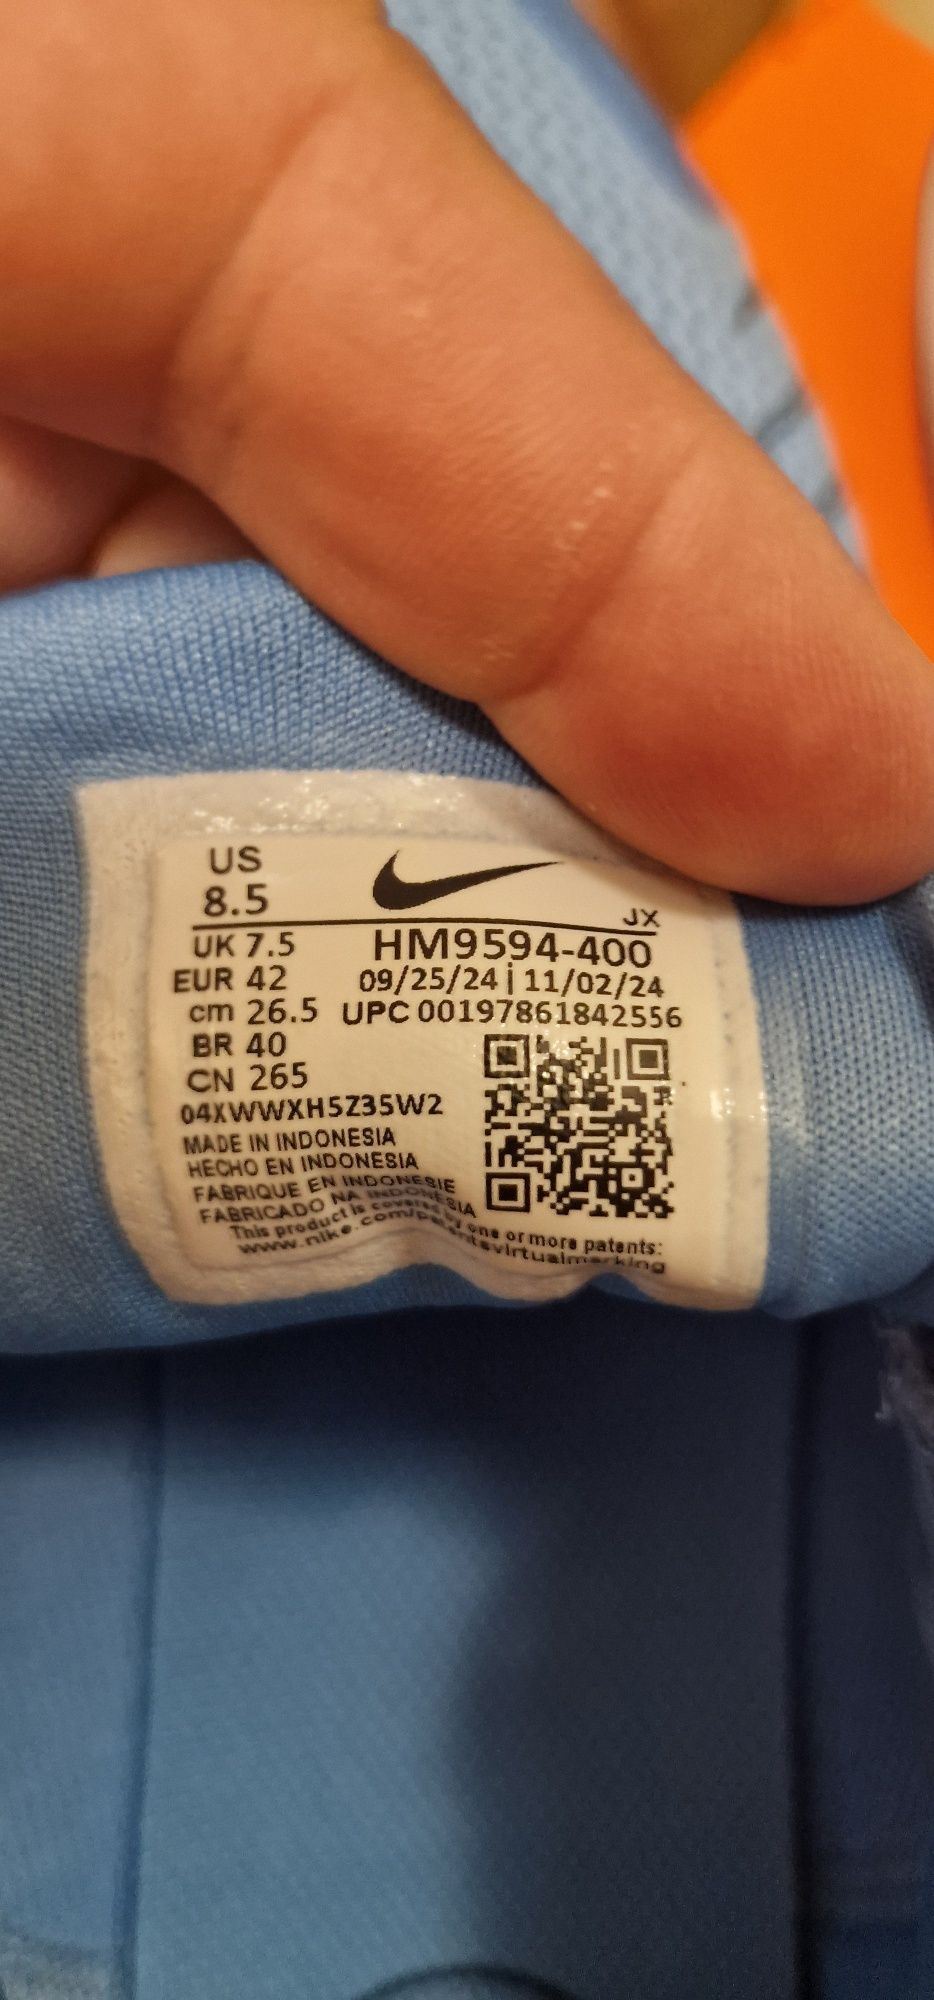 US
8.5
JX
UK 7.5 HM9594-400
EUR 42 09/25/24 | 11/02/24
cm 26.5 UPC 00197861842556
BR 40
CN 265
04XWWXH5Z35W2
MADE IN INDONESIA
HECHO EN INDONESIA
FABRIQUE EN INDONESIE
FABRICADO NA INDONESIA
This product is covered by one or more patents:
www.nike.com/patentsvirtualmarking